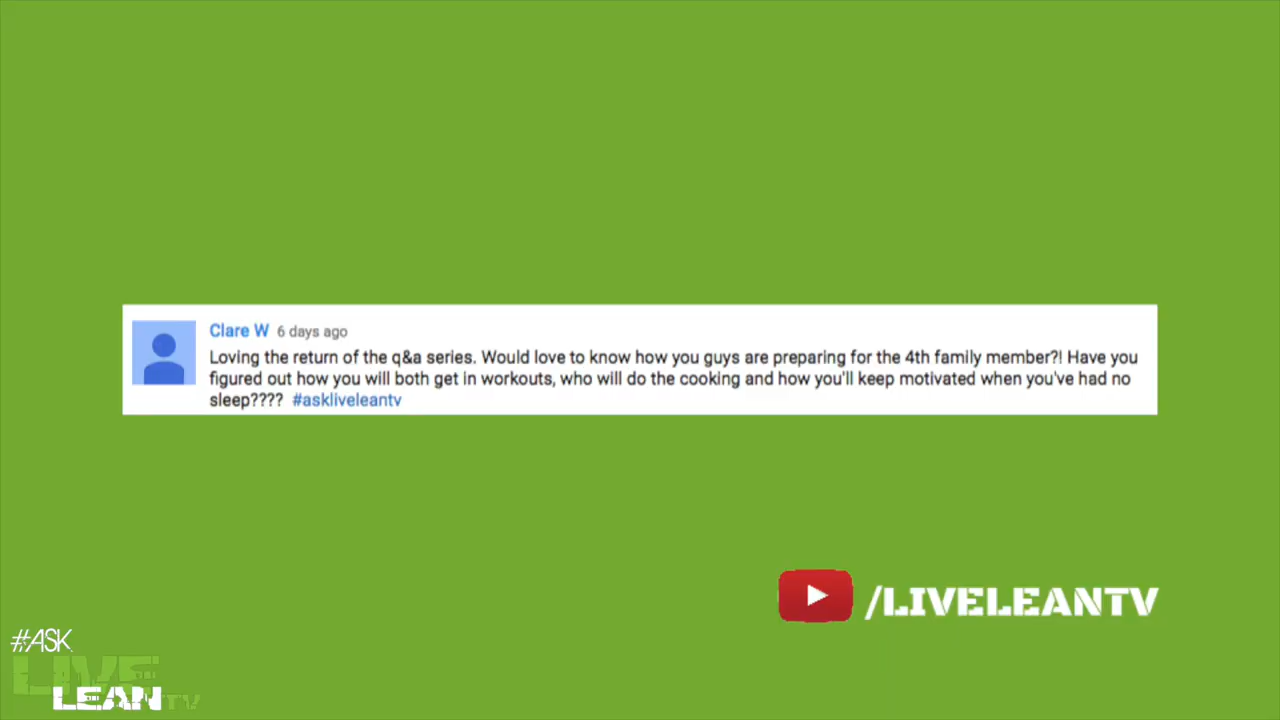 Clare W 6 days ago
Loving the return of the q&a series. Would love to know how you guys are preparing for the 4th family member?! Have you
figured out how you will both get in workouts, who will do the cooking and how you'll keep motivated when you've had no
sleep???? #askliveleantv
/LIVELEANTV
#ASK
LIVE
LEAN TV